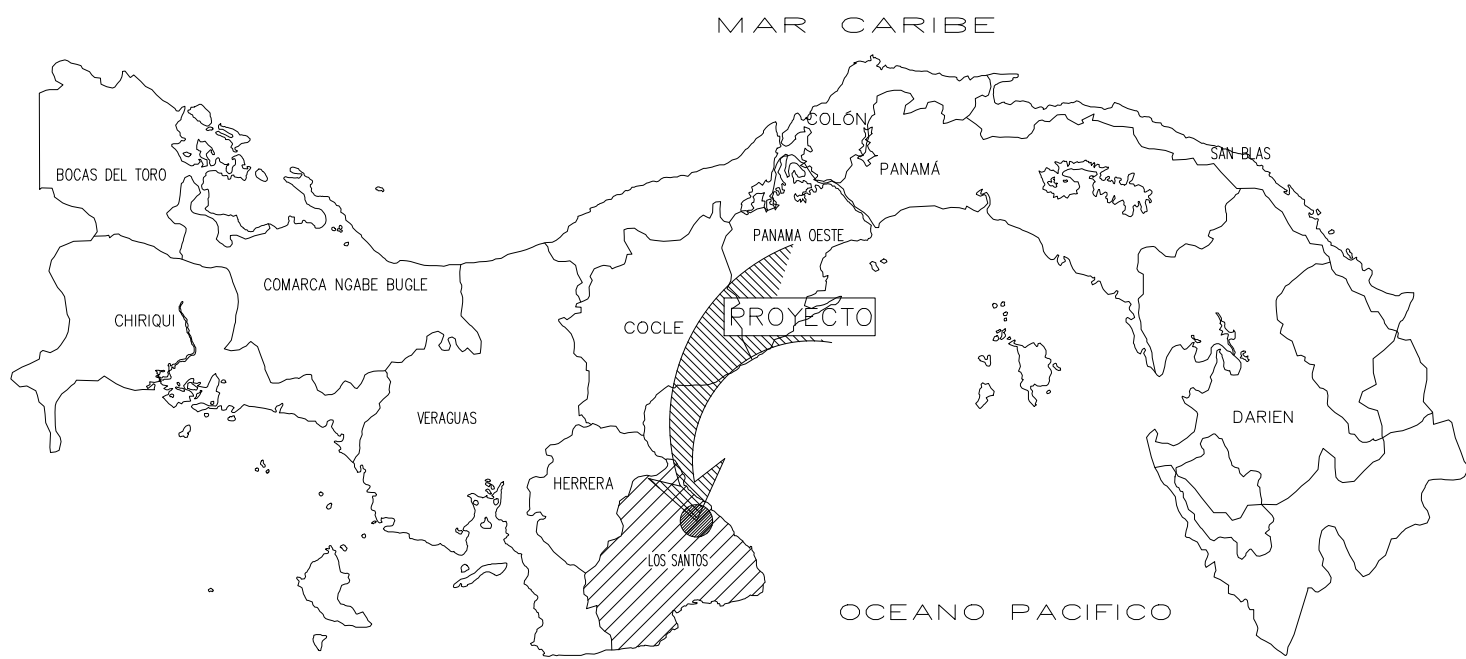 MAR CARIBE
COLÓN
SAN BLAS
BOCAS DEL TORO
PANAMÁ
PANAMA OESTE
COMARCA NGABE BUGLE
CHIRIQUI
COCLE
PROYECTO
VERAGUAS
DARIEN
HERRERA
LOS SANTOS
OCEANO PACIFICO